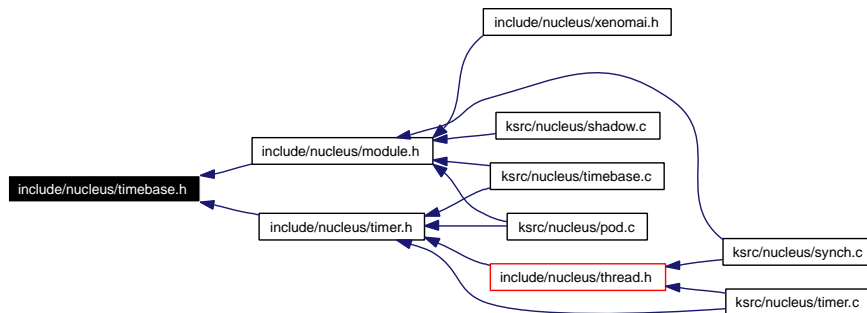 include/nucleus/xenomai.h
ksrc/nucleus/shadow.c
include/nucleus/module.h
ksrc/nucleus/timebase.c
include/nucleus/timebase.h
include/nucleus/timer.h
ksrc/nucleus/pod.c
ksrc/nucleus/synch.c
include/nucleus/thread.h
ksrc/nucleus/timer.c